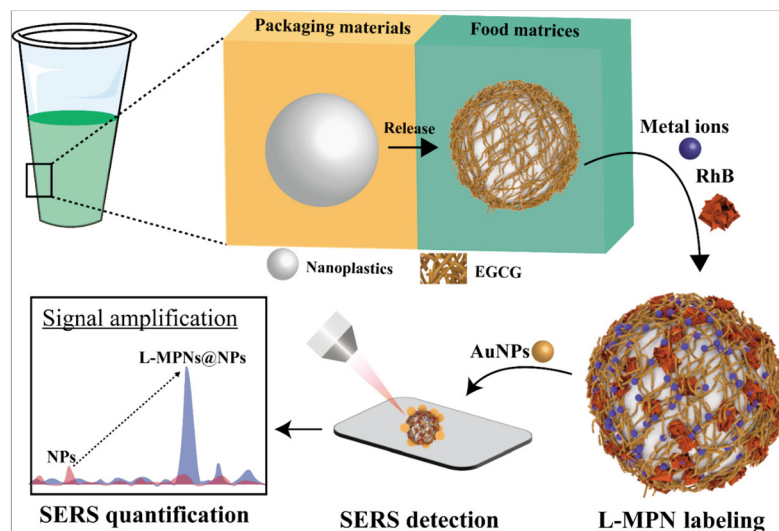 Packaging materials
Food matrices
Release
Metal ions
RhB
Nanoplastics
EGCG
Signal amplification
L-MPNs@NPs
NPs
AuNPs
SERS quantification
SERS detection
L-MPN labeling